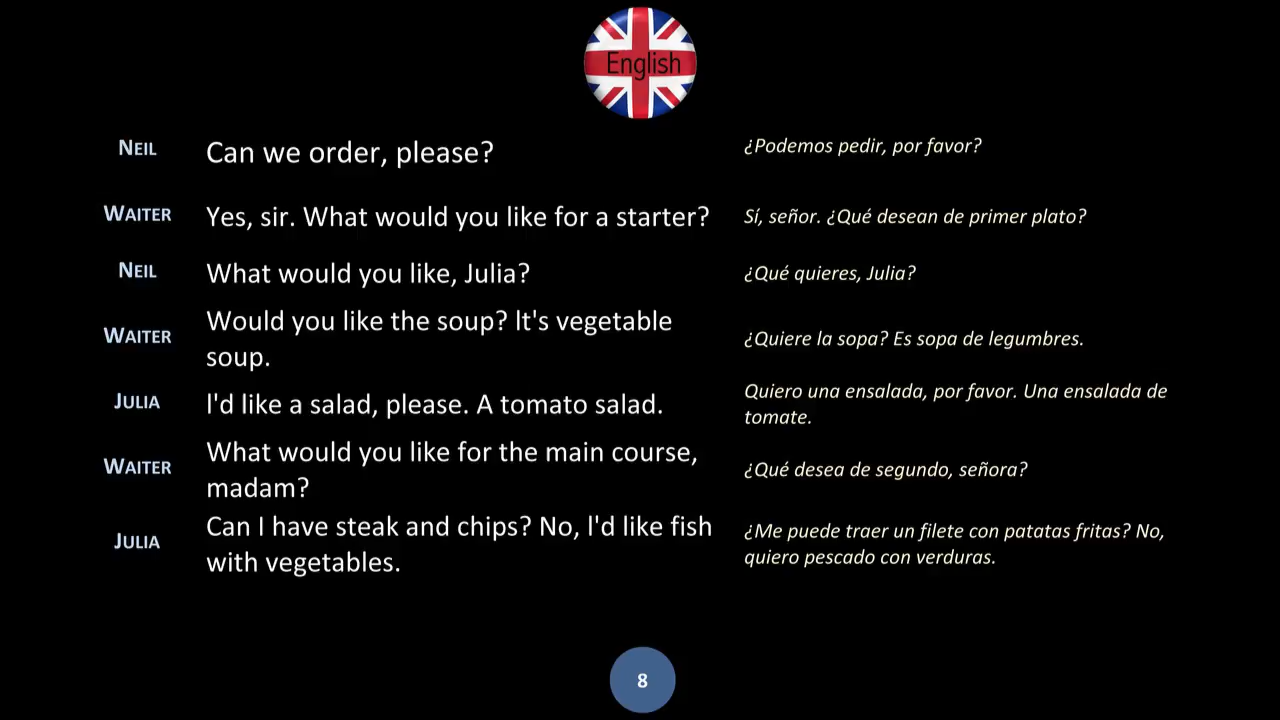 English
NEIL
Can we order, please?
¿Podemos pedir, por favor?
WAITER
Yes, sir. What would you like for a starter?
Sí, señor. ¿Qué desean de primer plato?
NEIL
What would you like, Julia?
¿Qué quieres, Julia?
WAITER
Would you like the soup? lt's vegetable
soup.
¿Quiere la sopa? Es sopa de legumbres.
JULIA
l'd like a salad, please. A tomato salad.
Quiero una ensalada, por favor. Una ensalada de
tomate.
WAITER
What would you like for the main course,
madam?
¿Qué desea de segundo, señora?
JULIA
Can I have steak and chips? No, l'd like fish
with vegetables.
¿Me puede traer un filete con patatas fritas? No,
quiero pescado con verduras.
8